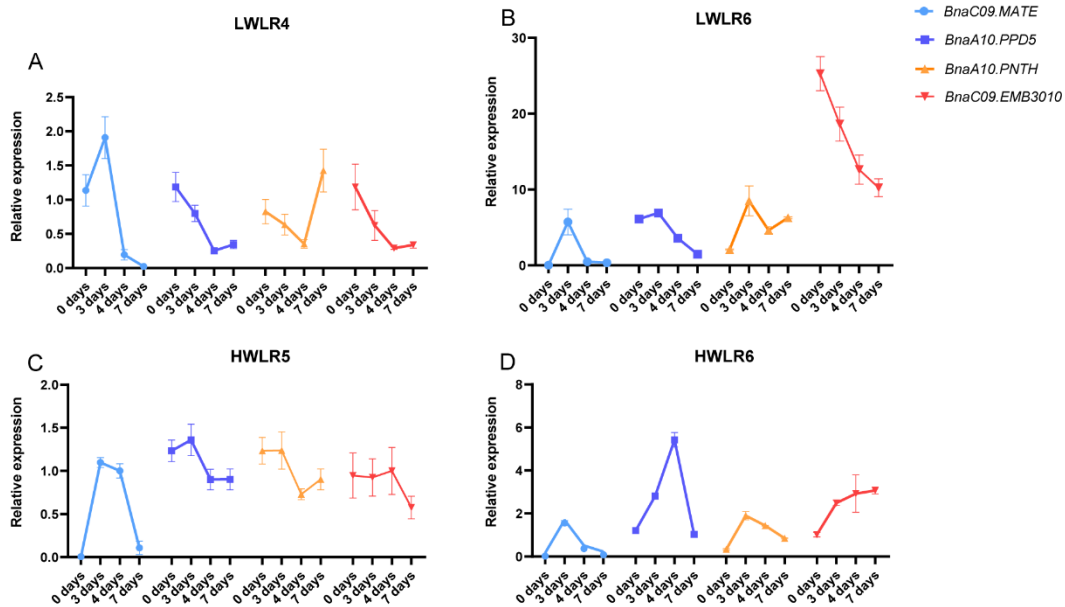 LWLR4
A
Relative expression
2.5
2.0
1.5
1.0
0.5
0.0
0 days
3 days
4 days
7 days
0 days
3 days
4 days
7 days
0 days
3 days
4 days
7 days
0 days
3 days
4 days
7 days
LWLR6
B
Relative expression
30
20
10
0
0 days
3 days
4 days
7 days
0 days
3 days
4 days
7 days
0 days
3 days
4 days
7 days
0 days
3 days
4 days
7 days
BnaC09.MATE
BnaA10.PPD5
BnaA10.PNTH
BnaC09.EMB3010
HWLR5
C
Relative expression
2.0
1.5
1.0
0.5
0.0
0 days
3 days
4 days
7 days
0 days
3 days
4 days
7 days
0 days
3 days
4 days
7 days
0 days
3 days
4 days
7 days
HWLR6
D
Relative expression
8
6
4
2
0
0 days
3 days
4 days
7 days
0 days
3 days
4 days
7 days
0 days
3 days
4 days
7 days
0 days
3 days
4 days
7 days